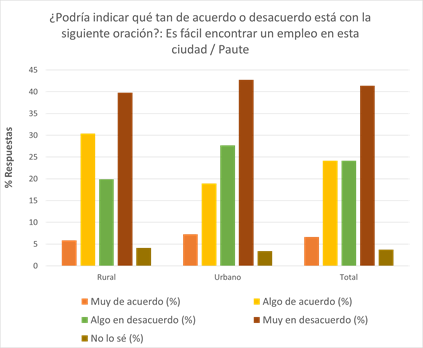 ¿Podría indicar qué tan de acuerdo o desacuerdo está con la
siguiente oración?: Es fácil encontrar un empleo en esta
ciudad / Paute
45
40
35
30
25
20
15
10
5
0
% Respuestas
Rural Urbano Total
Muy de acuerdo (%) Algo de acuerdo (%)
Algo en desacuerdo (%) Muy en desacuerdo (%)
No lo sé (%)